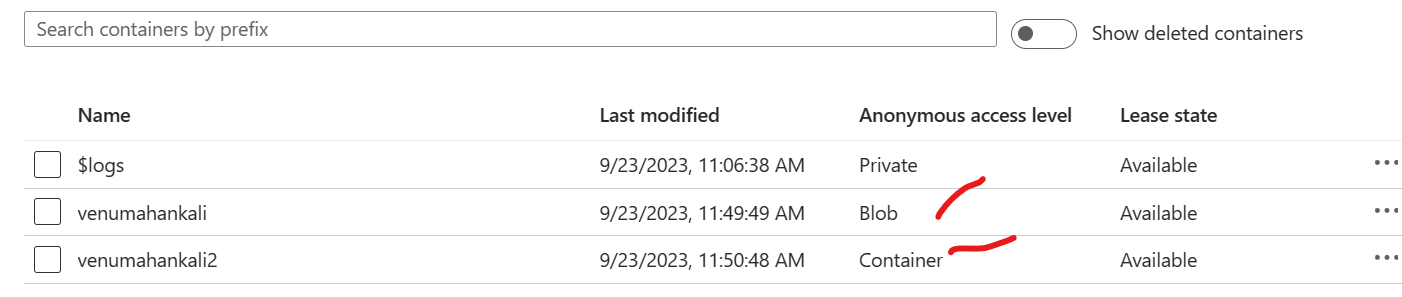 Search containers by prefix Show deleted containers
Name Last modified Anonymous access level Lease state
$logs 9/23/2023, 11:06:38 AM Private Available
venumahankali 9/23/2023, 11:49:49 AM Blob Available
venumahankali2 9/23/2023, 11:50:48 AM Container Available